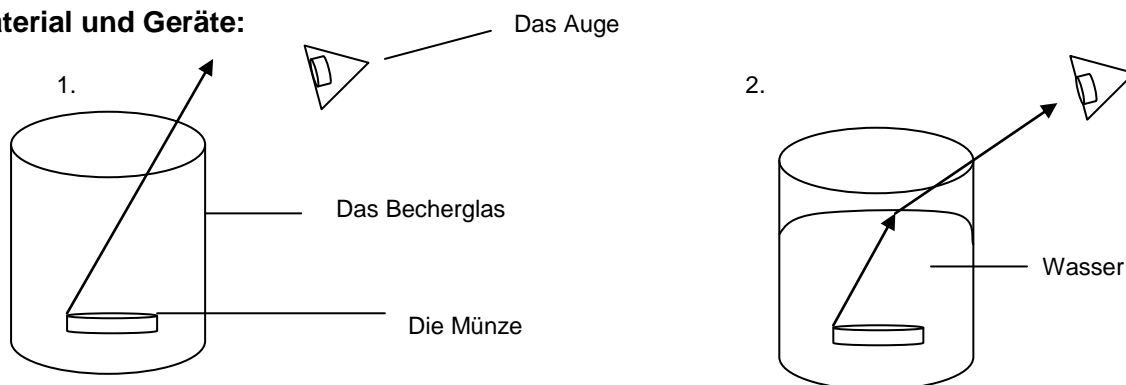 aterial und Geräte:
Das Auge
1.
2.
Das Becherglas
Wasser
Die Münze